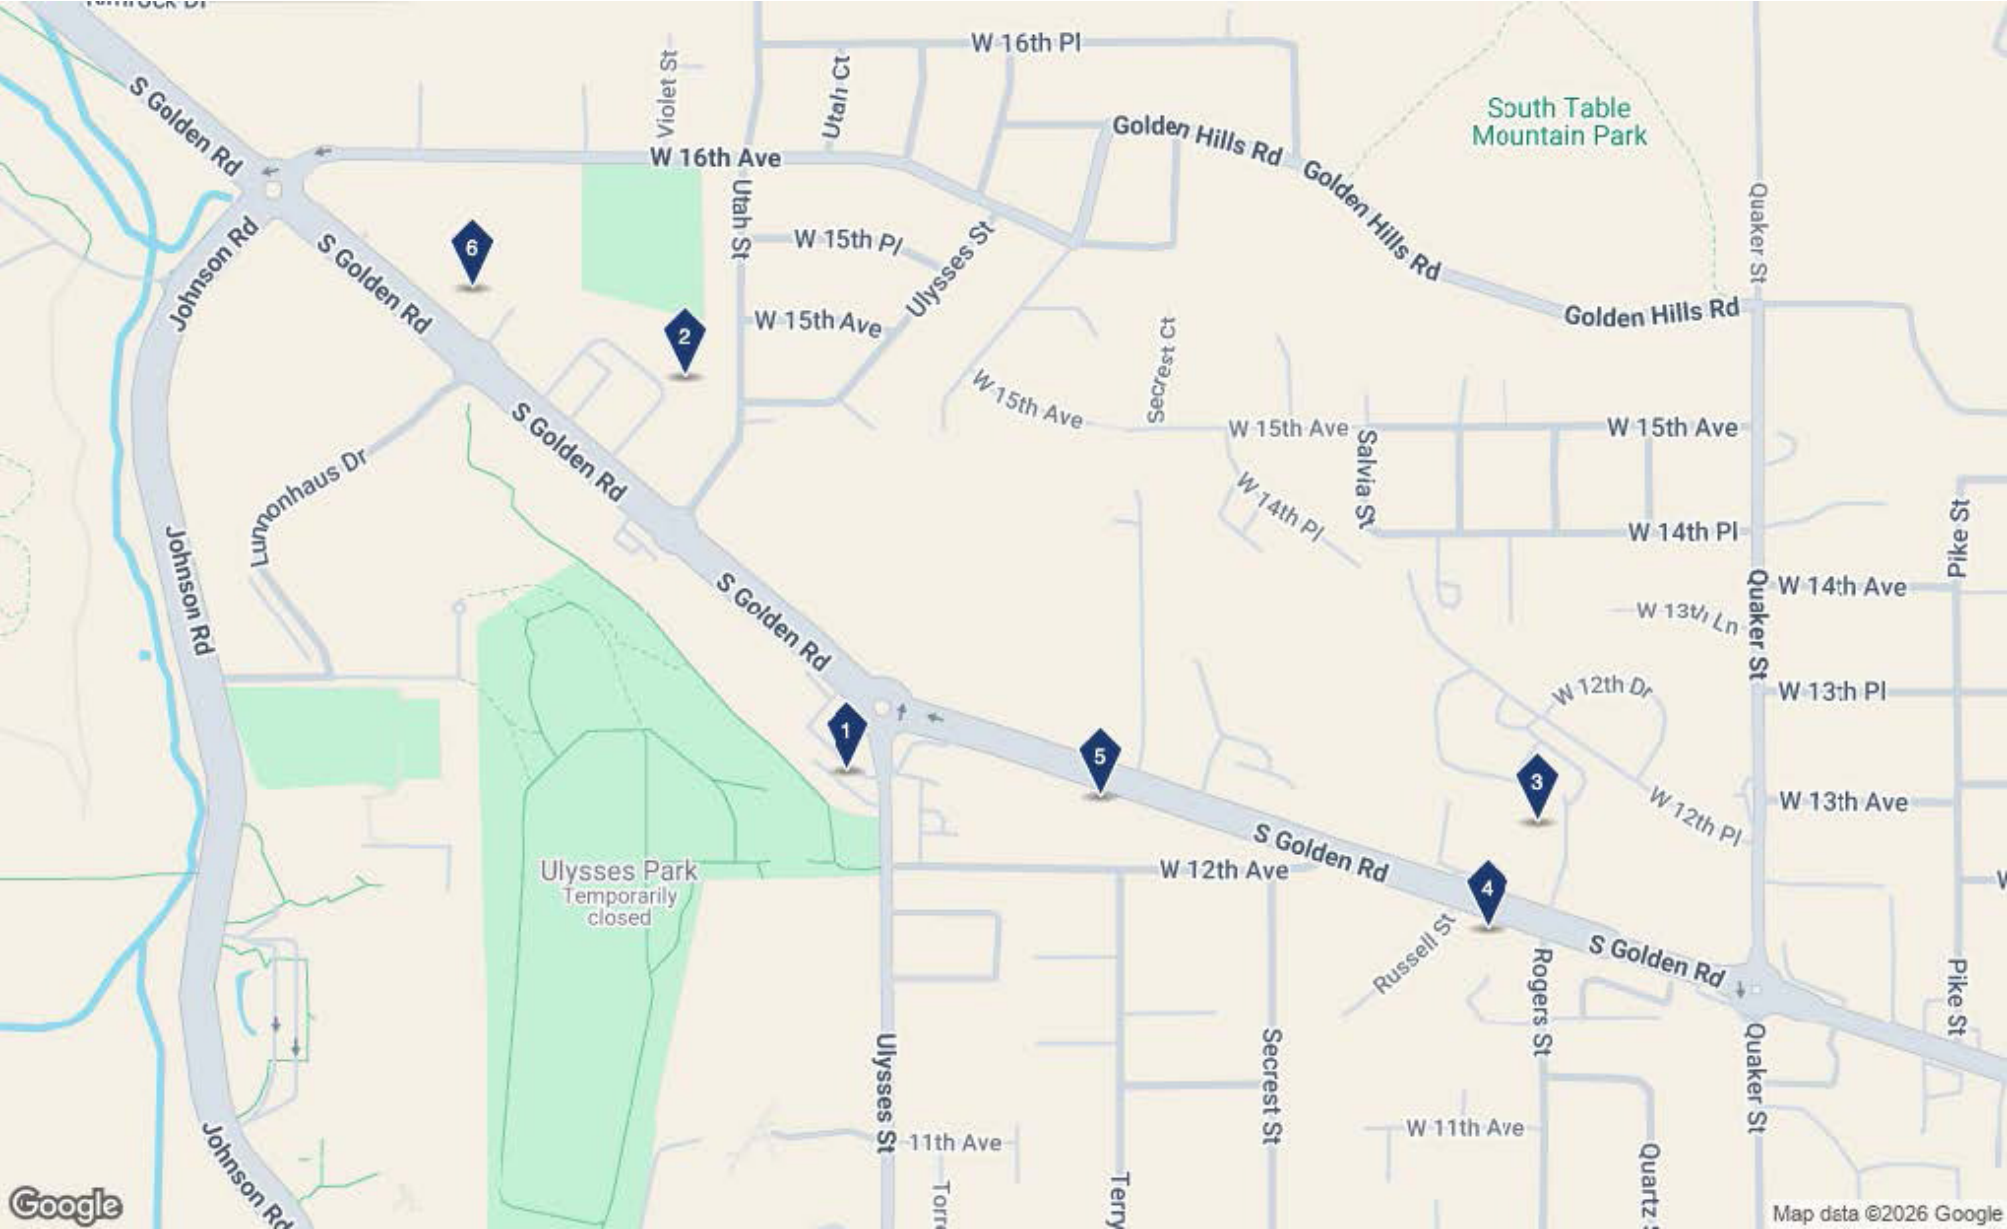 Rimrock Dr
W 16th Pl
S Golden Rd
Violet St
Utah Ct
Golden Hills Rd
South Table
Mountain Park
W 16th Ave
Golden Hills Rd
Quaker St
Utah St
Johnson Rd
S Golden Rd
6
W 15th Pl
Ulysses St
Golden Hills Rd
2
W 15th Ave
W 15th Ave
Secrest Ct
W 15th Ave
Salvia St
W 15th Ave
S Golden Rd
Lunnonhaus Dr
W 14th Pl
W 14th Pl
Pike St
Johnson Rd
S Golden Rd
Quaker St
W 14th Ave
W 13th Ln
W 12th Dr
W 13th Pl
1
5
3
W 12th Pl
W 13th Ave
S Golden Rd
Ulysses Park
Temporarily
closed
W 12th Ave
4
W
Russell St
S Golden Rd
Rogers St
Pike St
Ulysses St
Secrest St
Quaker St
Johnson Rd
11th Ave
W 11th Ave
Quartz S
Torre
Terry
Google
Map data ©2026 Google